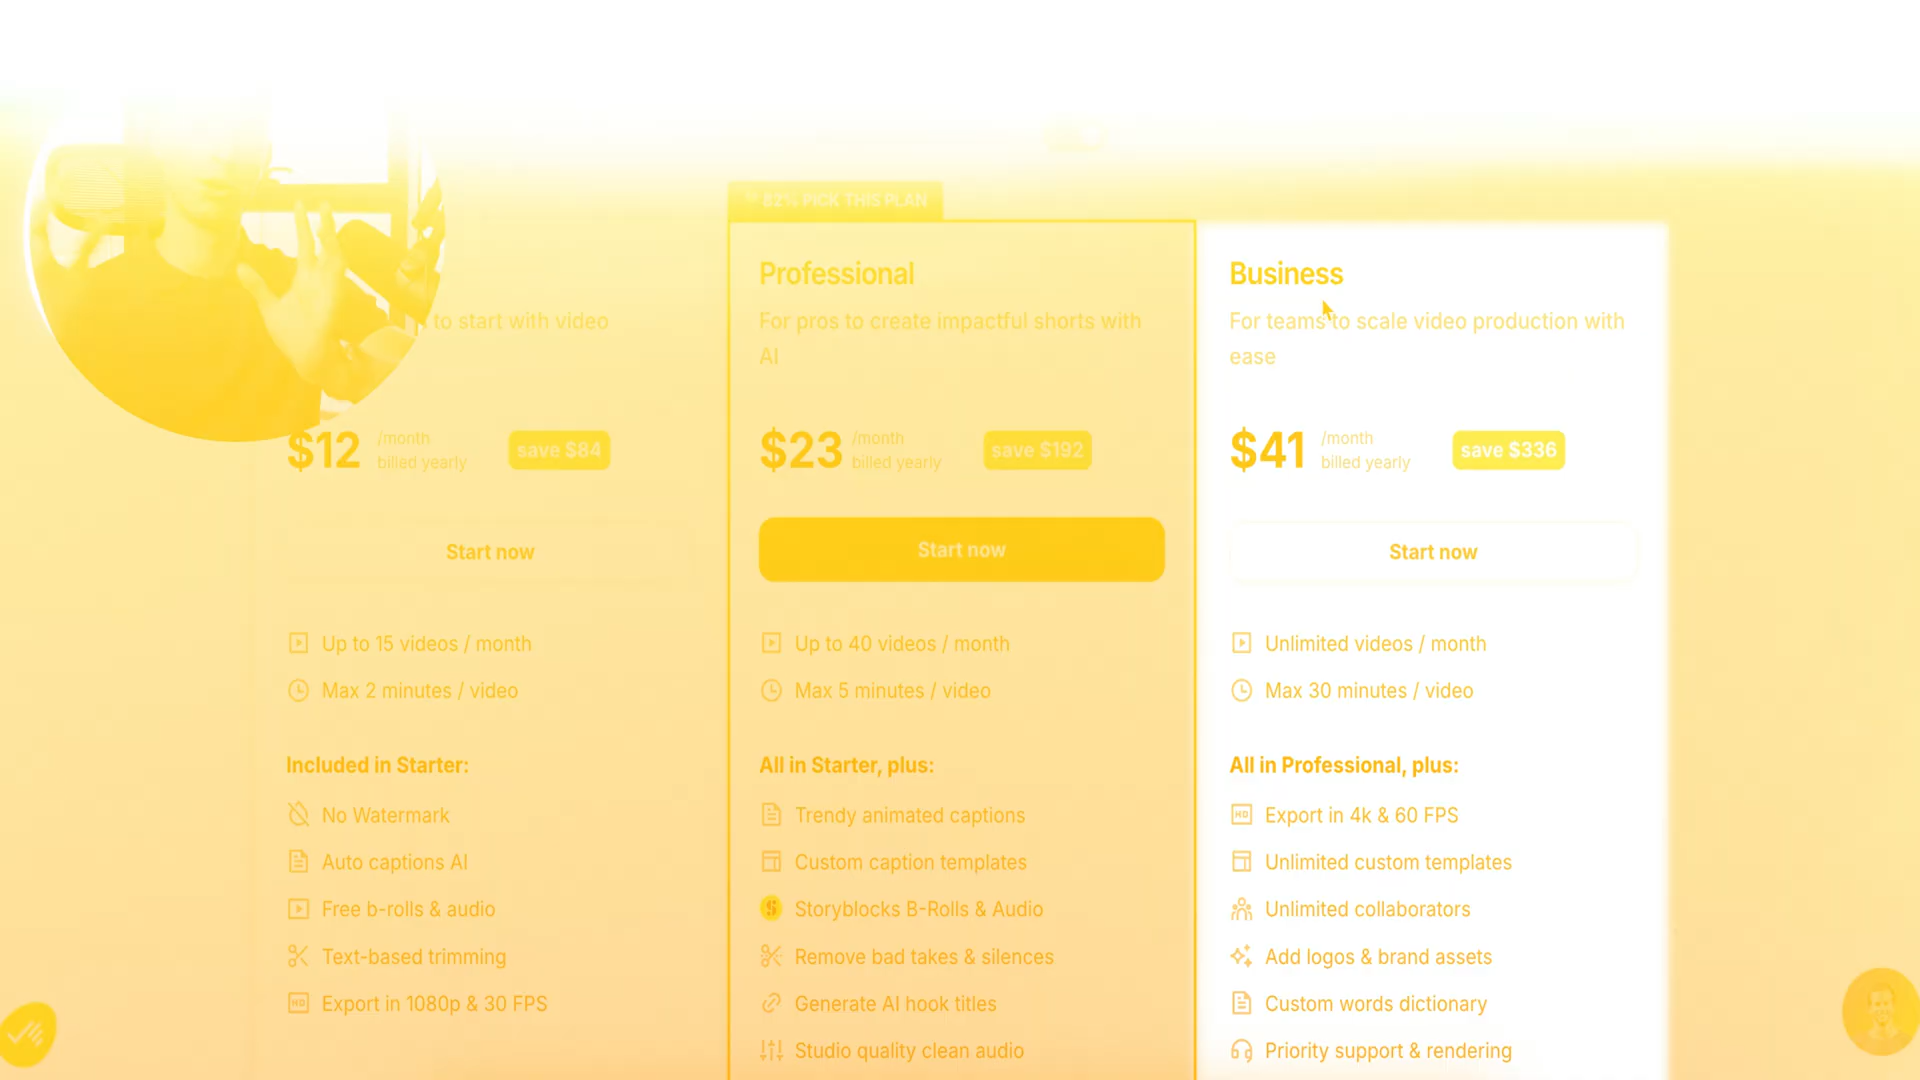 82% PICK THIS PLAN
to start with video
$12
/month
billed yearly
save $84
Start now
Up to 15 videos / month
Max 2 minutes / video
Included in Starter:
No Watermark
Auto captions AI
Free b-rolls & audio
Text-based trimming
Export in 1080p & 30 FPS
Professional
For pros to create impactful shorts with
AI
$23
/month
billed yearly
save $192
Start now
Up to 40 videos / month
Max 5 minutes / video
All in Starter, plus:
Trendy animated captions
Custom caption templates
Storyblocks B-Rolls & Audio
Remove bad takes & silences
Generate AI hook titles
Studio quality clean audio
Business
For teams to scale video production with
ease
$41
/month
billed yearly
save $336
Start now
Unlimited videos / month
Max 30 minutes / video
All in Professional, plus:
Export in 4k & 60 FPS
Unlimited custom templates
Unlimited collaborators
Add logos & brand assets
Custom words dictionary
Priority support & rendering